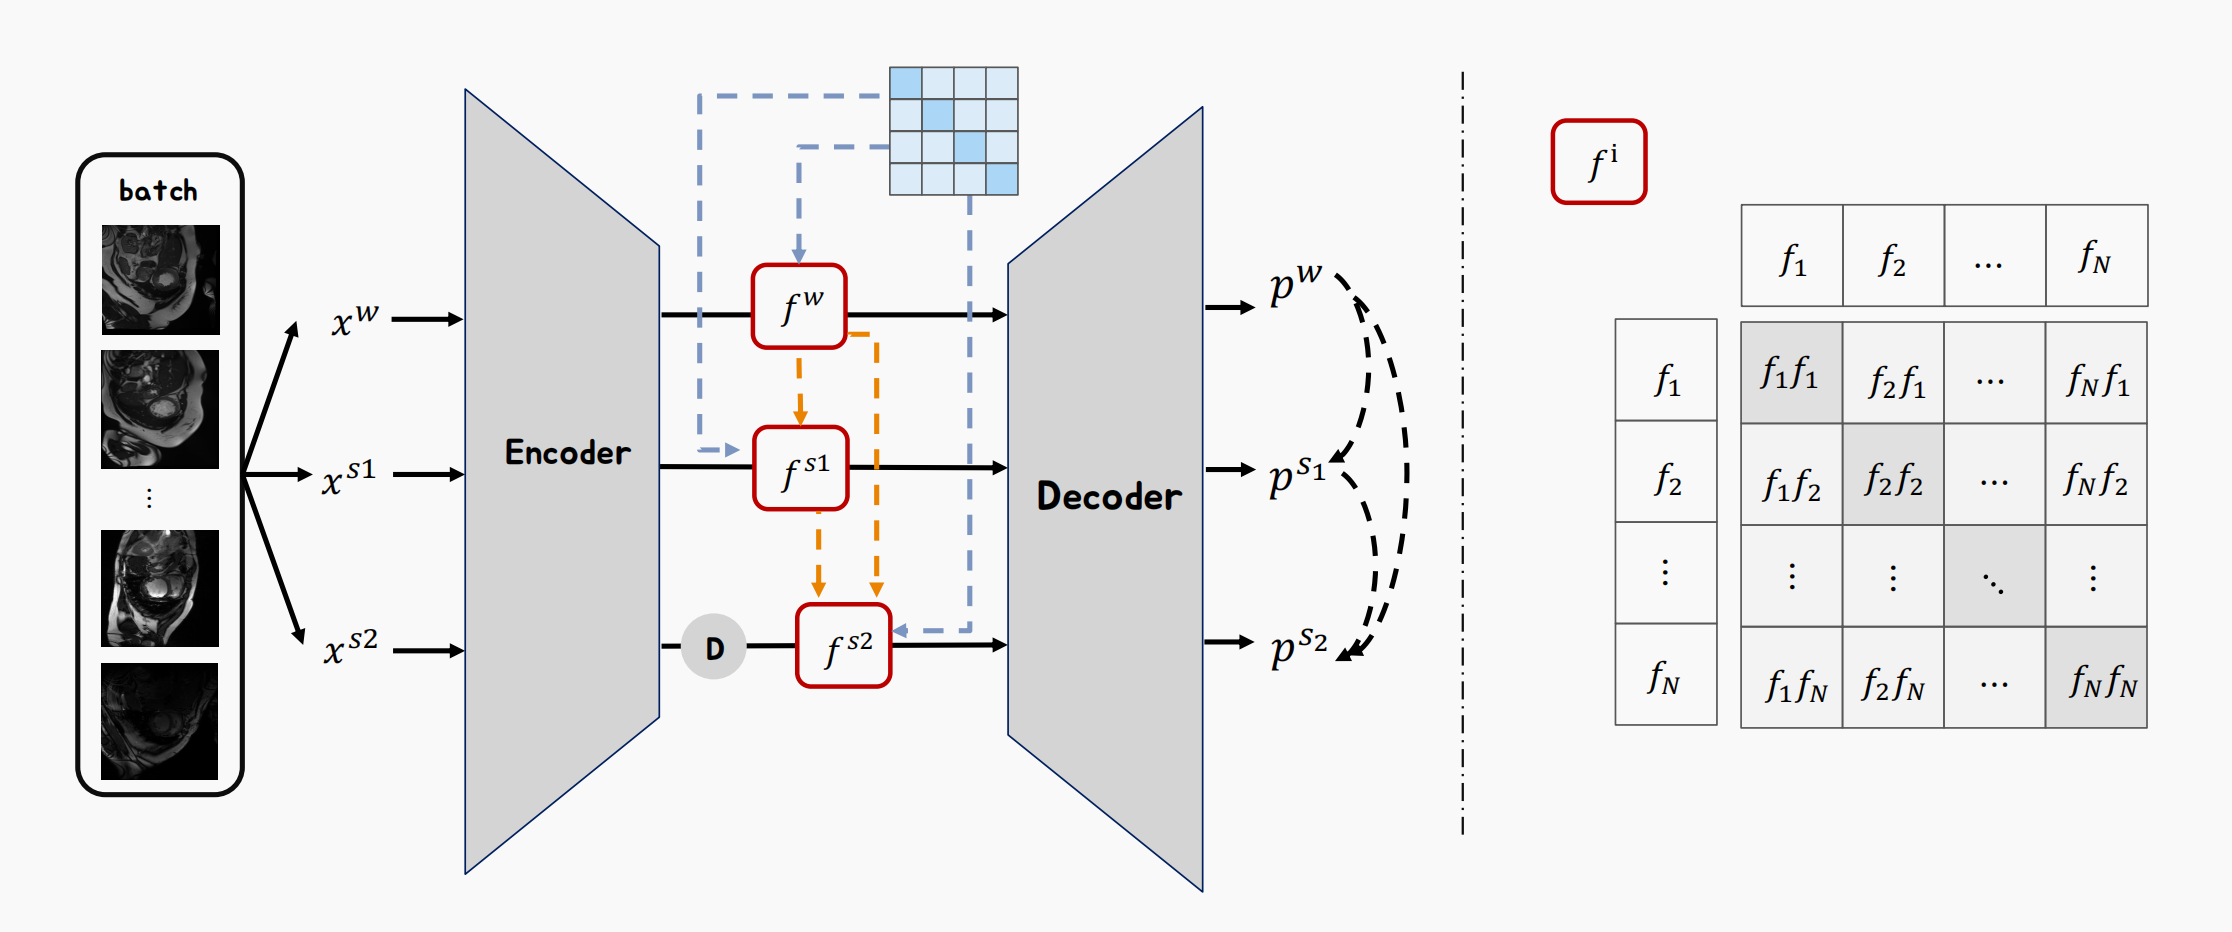 batch
⋮
x^w
x^{s1}
x^{s2}
Encoder
f^w
f^{s1}
D
f^{s2}
Decoder
p^w
p^{s_1}
p^{s_2}
f^i
f_1 f_2 … f_N
f_1 f_1f_1 f_2f_1 … f_Nf_1
f_2 f_1f_2 f_2f_2 … f_Nf_2
⋮ ⋮ ⋮ ⋱ ⋮
f_N f_1f_N f_2f_N … f_Nf_N